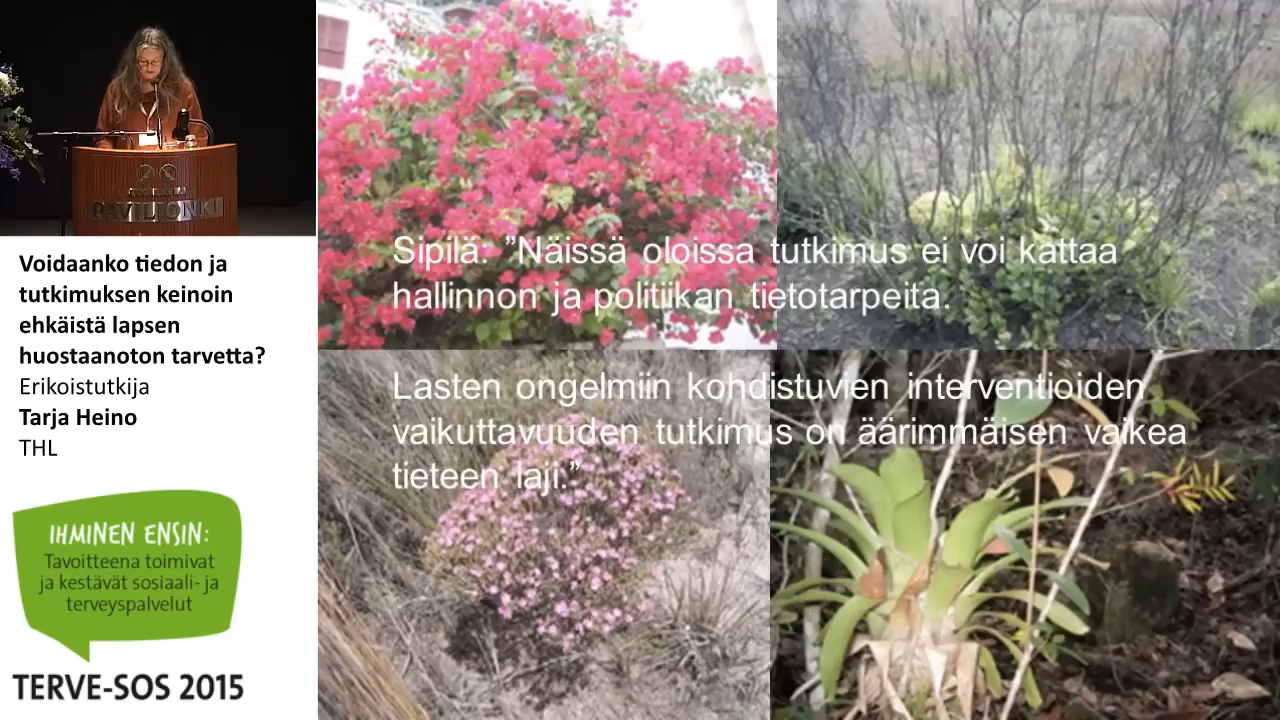 PAVILJONKI
Voidaanko tiedon ja
tutkimuksen keinoin
ehkäistä lapsen
huostaanoton tarvetta?
Erikoistutkija
Tarja Heino
THL
IHMINEN ENSIN:
Tavoitteena toimivat
ja kestävät sosiaali- ja
terveyspalvelut
TERVE-SOS 2015
Sipilä: ”Näissä oloissa tutkimus ei voi kattaa
hallinnon ja politiikan tietotarpeita.
Lasten ongelmiin kohdistuvien interventioiden
vaikuttavuuden tutkimus on äärimmäisen vaikea
tieteen laji.”